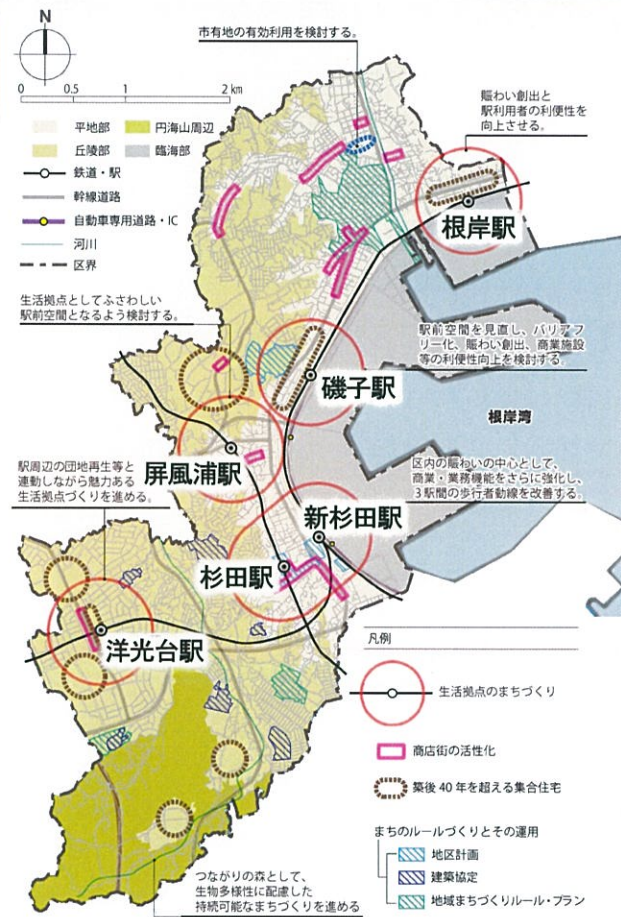 N
市有地の有効利用を検討する。
0 0.5 1 2 km
平地部
円海山周辺
丘陵部
臨海部
鉄道・駅
幹線道路
自動車専用道路・IC
河川
区界
賑わい創出と
駅利用者の利便性を
向上させる。
根岸駅
生活拠点としてふさわしい
駅前空間となるよう検討する。
駅前空間を見直し、バリアフ
リー化、賑わい創出、商業施設
等の利便性向上を検討する。
磯子駅
根岸湾
屏風浦駅
駅周辺の団地再生等と
連動しながら魅力ある
生活拠点づくりを進める。
区内の賑わいの中心として、
商業・業務機能をさらに強化し、
3駅間の歩行者動線を改善する。
新杉田駅
杉田駅
洋光台駅
凡例
生活拠点のまちづくり
商店街の活性化
築後40年を超える集合住宅
まちのルールづくりとその運用
地区計画
建築協定
地域まちづくりルール・プラン
つながりの森として、
生物多様性に配慮した
持続可能なまちづくりを進める